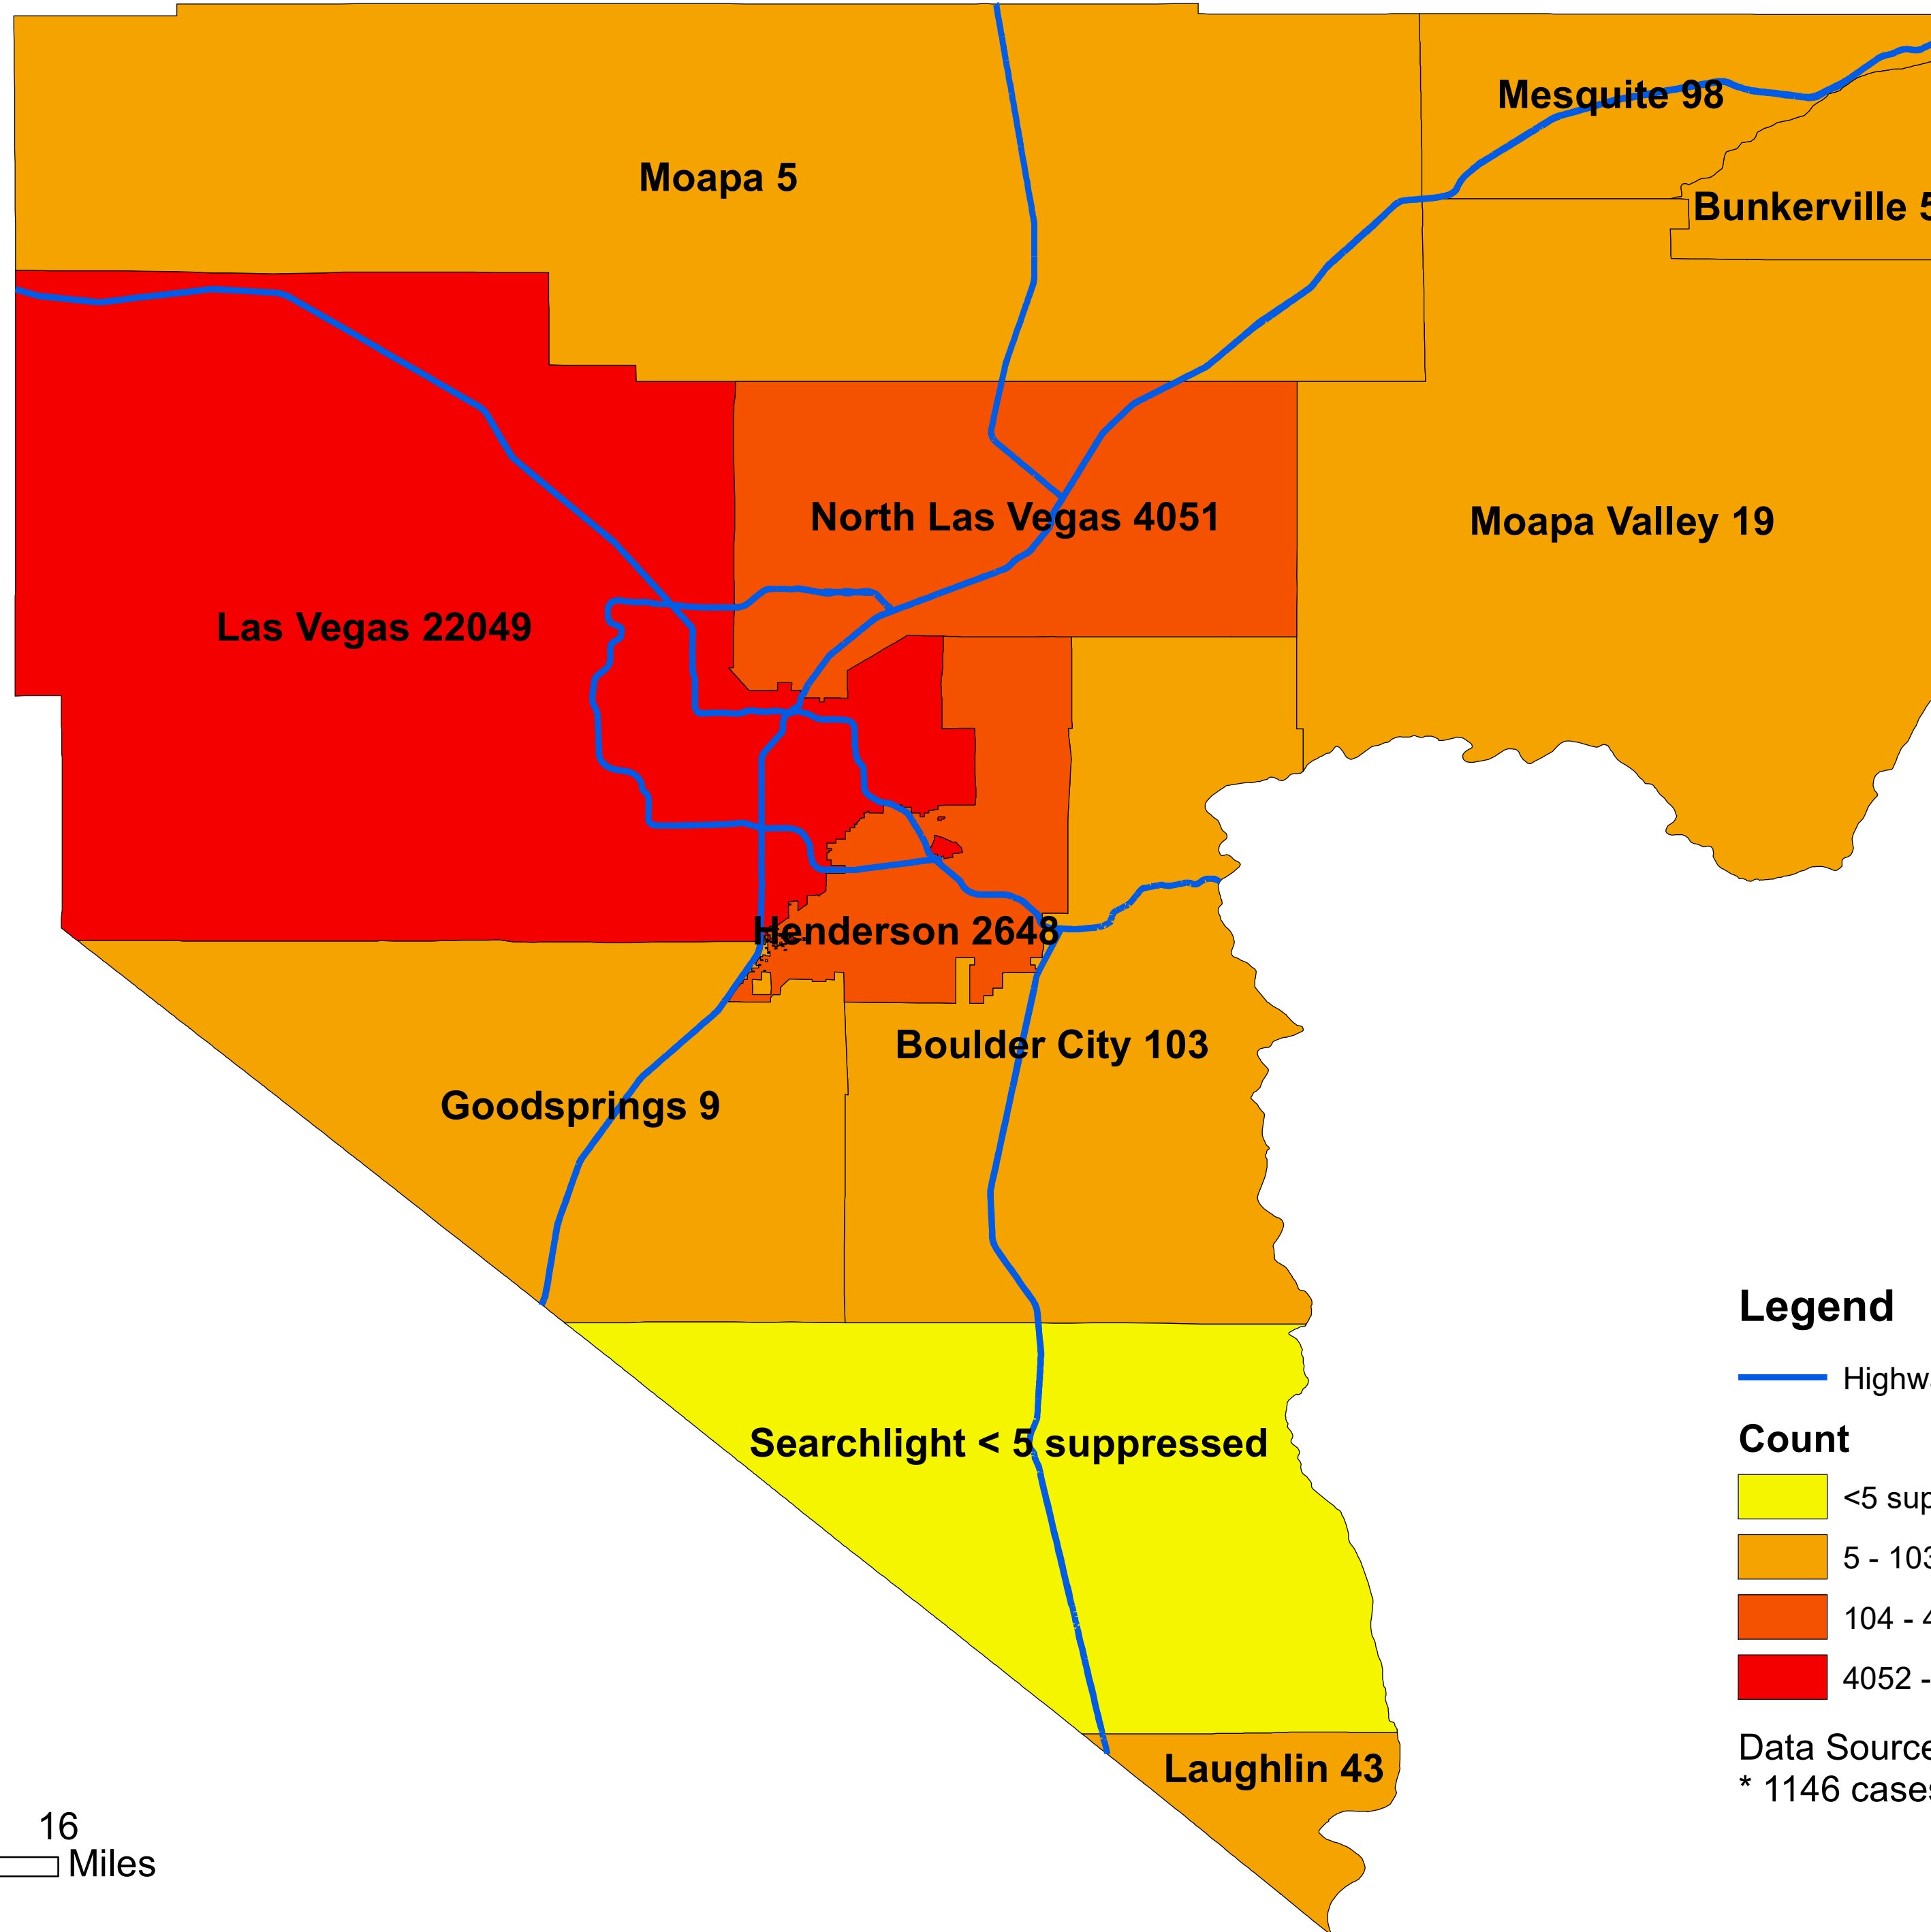 Mesquite 98
Moapa 5
Bunkerville 5
North Las Vegas 4051
Moapa Valley 19
Las Vegas 22049
Henderson 2648
Boulder City 103
Goodsprings 9
Searchlight < 5 suppressed
Laughlin 43
Legend
Count
<5
5 - 103
104 -
4052 -
Data Source
* 1146 cases
16
Miles